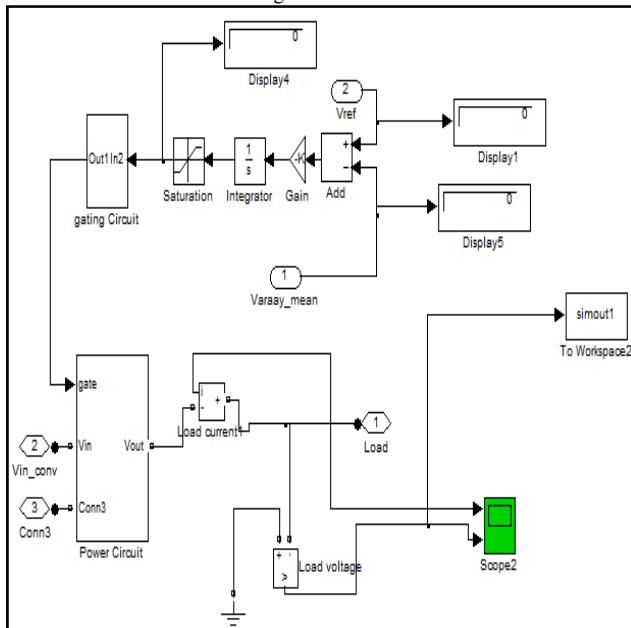 0
Display4
2
Vref
0
Display1
Out1 In2
gating Circuit
Saturation
1
s
Integrator
-K
Gain
+
-
Add
0
Display5
1
Varaay_mean
simout1
To Workspace2
gate
Vin
Vout
Conn3
Power Circuit
2
Vin_conv
3
Conn3
i
-
+
Load current1
1
Load
+
-
v
Load voltage
Scope2